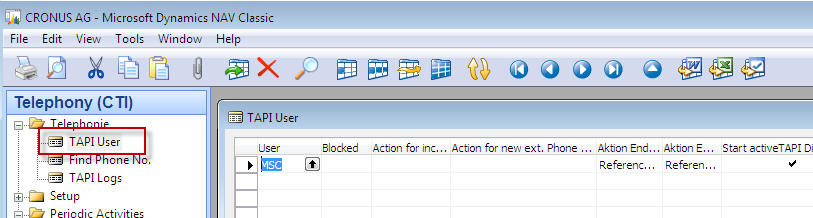 CRONUS AG - Microsoft Dynamics NAV Classic
File Edit View Tools Window Help
Telephony (CTI)
Telephonie
TAPI User
Find Phone No.
TAPI Logs
Setup
Periodic Activities
TAPI User
User Blocked Action for inc... Action for new ext. Phone ... Aktion End... Aktion E... Start activeTAPI Di
MSC Referenc... Referen...